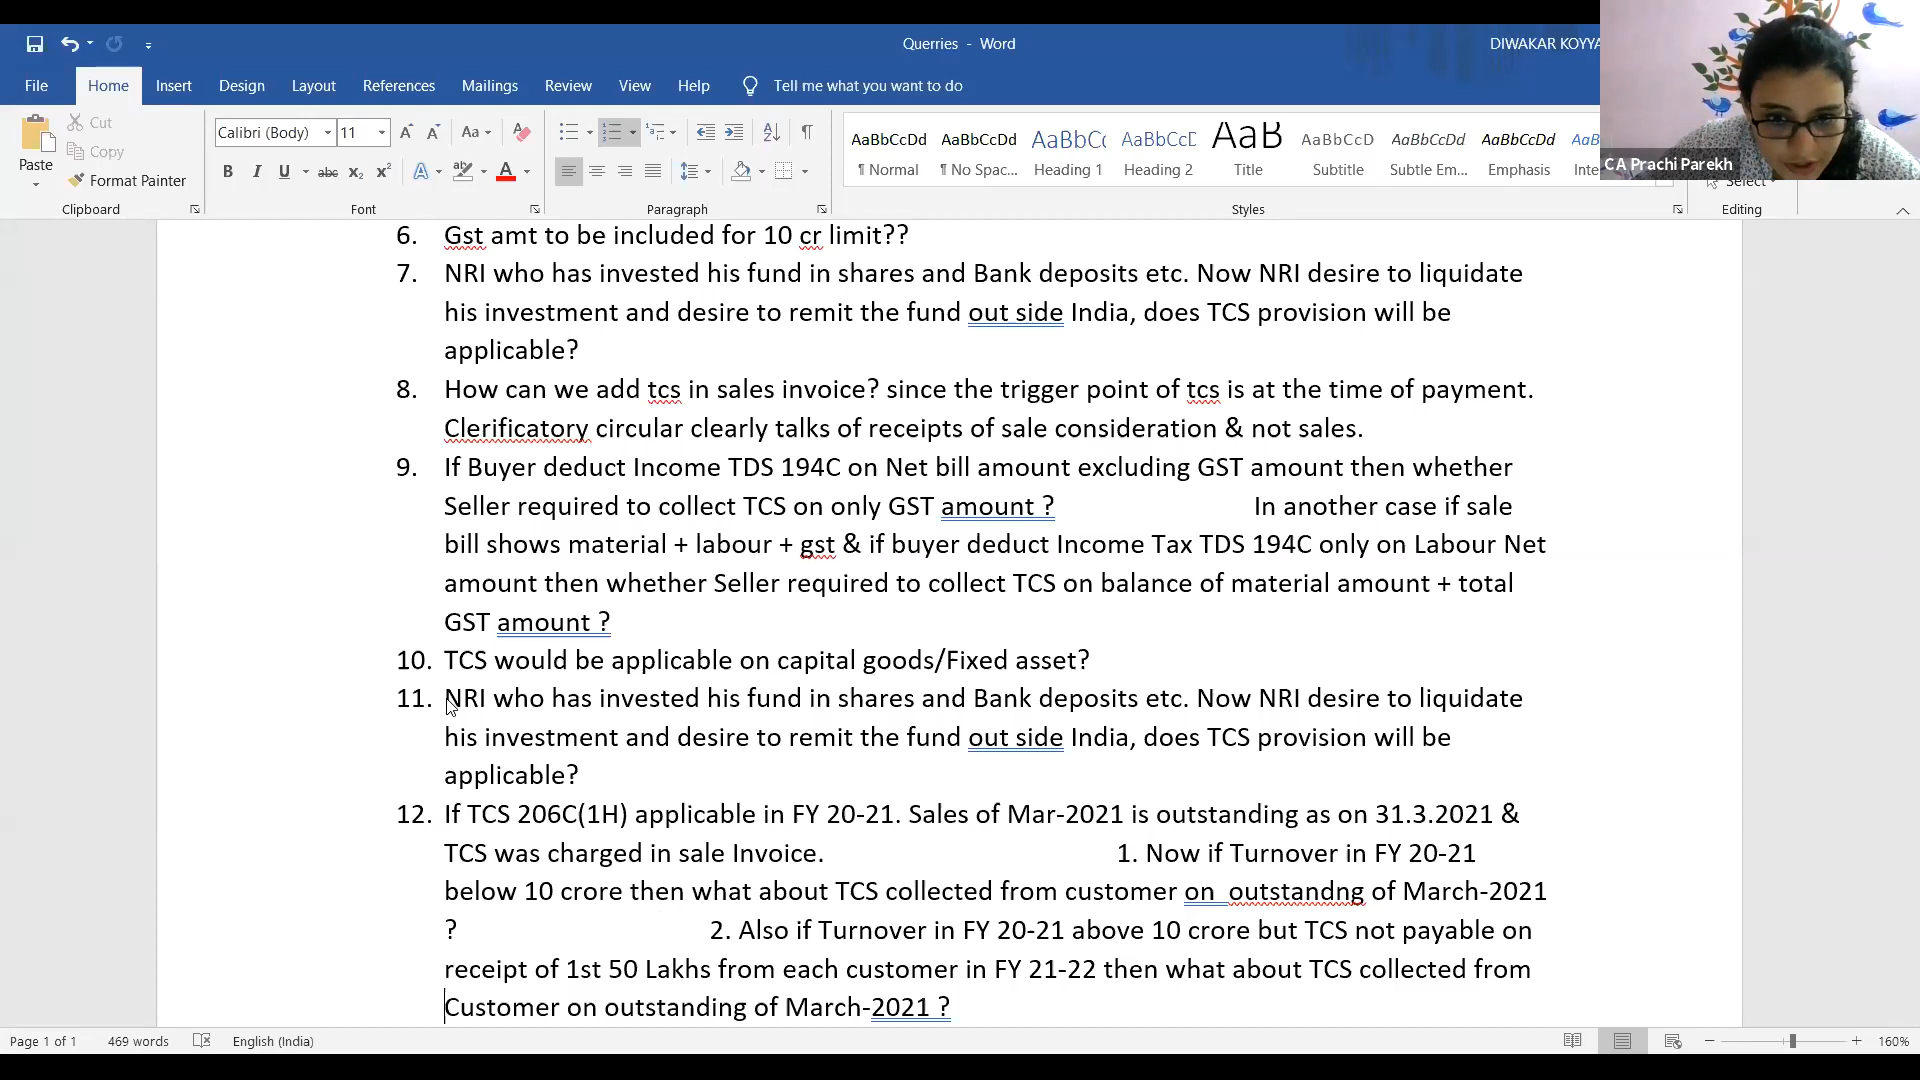 Querries - Word
DIWAKAR KOYYA
File Home Insert Design Layout References Mailings Review View Help Tell me what you want to do
Paste
Cut
Copy
Format Painter
Clipboard
Calibri (Body) 11
Font
Paragraph
AaBbCcDd AaBbCcDd AaBbCc AaBbCcD AaB AaBbCcD AaBbCcDd AaBbCcDd AaB
¶ Normal ¶ No Spac... Heading 1 Heading 2 Title Subtitle Subtle Em... Emphasis Inte
Styles
CA Prachi Parekh
Select
Editing
6. Gst amt to be included for 10 cr limit??
7. NRI who has invested his fund in shares and Bank deposits etc. Now NRI desire to liquidate
his investment and desire to remit the fund out side India, does TCS provision will be
applicable?
8. How can we add tcs in sales invoice? since the trigger point of tcs is at the time of payment.
Clerificatory circular clearly talks of receipts of sale consideration & not sales.
9. If Buyer deduct Income TDS 194C on Net bill amount excluding GST amount then whether
Seller required to collect TCS on only GST amount ? In another case if sale
bill shows material + labour + gst & if buyer deduct Income Tax TDS 194C only on Labour Net
amount then whether Seller required to collect TCS on balance of material amount + total
GST amount ?
10. TCS would be applicable on capital goods/Fixed asset?
11. NRI who has invested his fund in shares and Bank deposits etc. Now NRI desire to liquidate
his investment and desire to remit the fund out side India, does TCS provision will be
applicable?
12. If TCS 206C(1H) applicable in FY 20-21. Sales of Mar-2021 is outstanding as on 31.3.2021 &
TCS was charged in sale Invoice. 1. Now if Turnover in FY 20-21
below 10 crore then what about TCS collected from customer on outstandng of March-2021
? 2. Also if Turnover in FY 20-21 above 10 crore but TCS not payable on
receipt of 1st 50 Lakhs from each customer in FY 21-22 then what about TCS collected from
Customer on outstanding of March-2021 ?
Page 1 of 1 469 words English (India) 160%